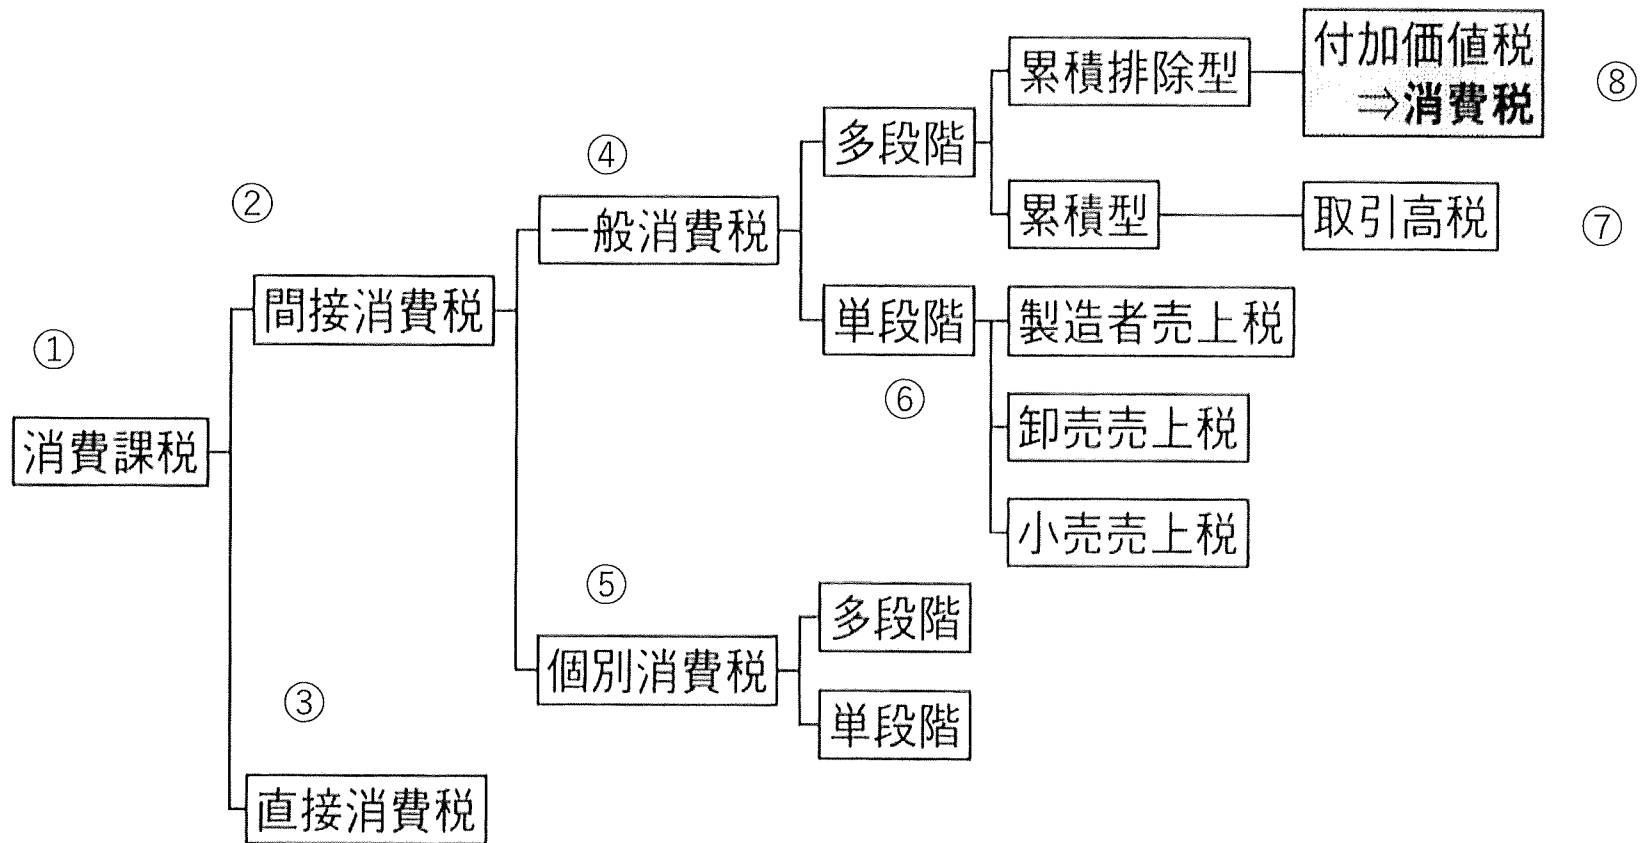 ①
消費課税
②
間接消費税
③
直接消費税
④
一般消費税
⑤
個別消費税
多段階
単段階
⑥
多段階
単段階
累積排除型
累積型
製造者売上税
卸売売上税
小売売上税
付加価値税
⇒消費税
⑧
取引高税
⑦